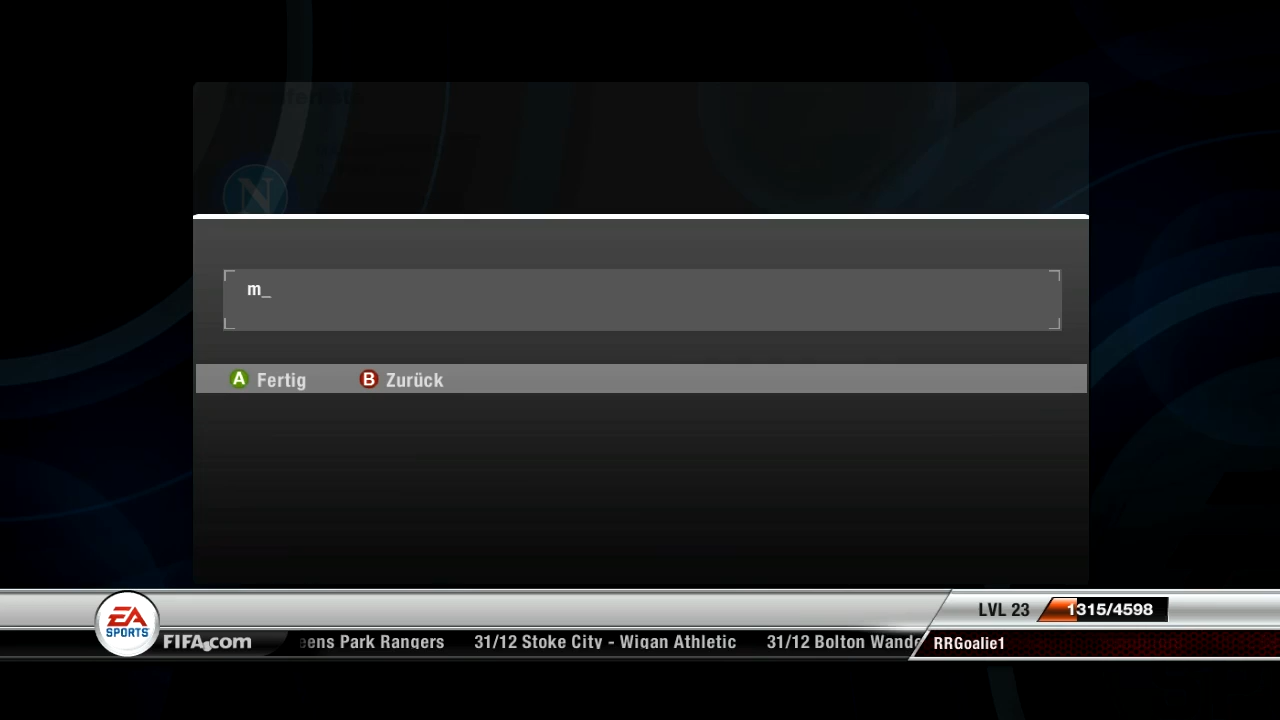 N
m_
A Fertig B Zurück
LVL 23 1315/4598
EA
SPORTS
FIFA.com eens Park Rangers 31/12 Stoke City - Wigan Athletic 31/12 Bolton Wande RRGoalie1